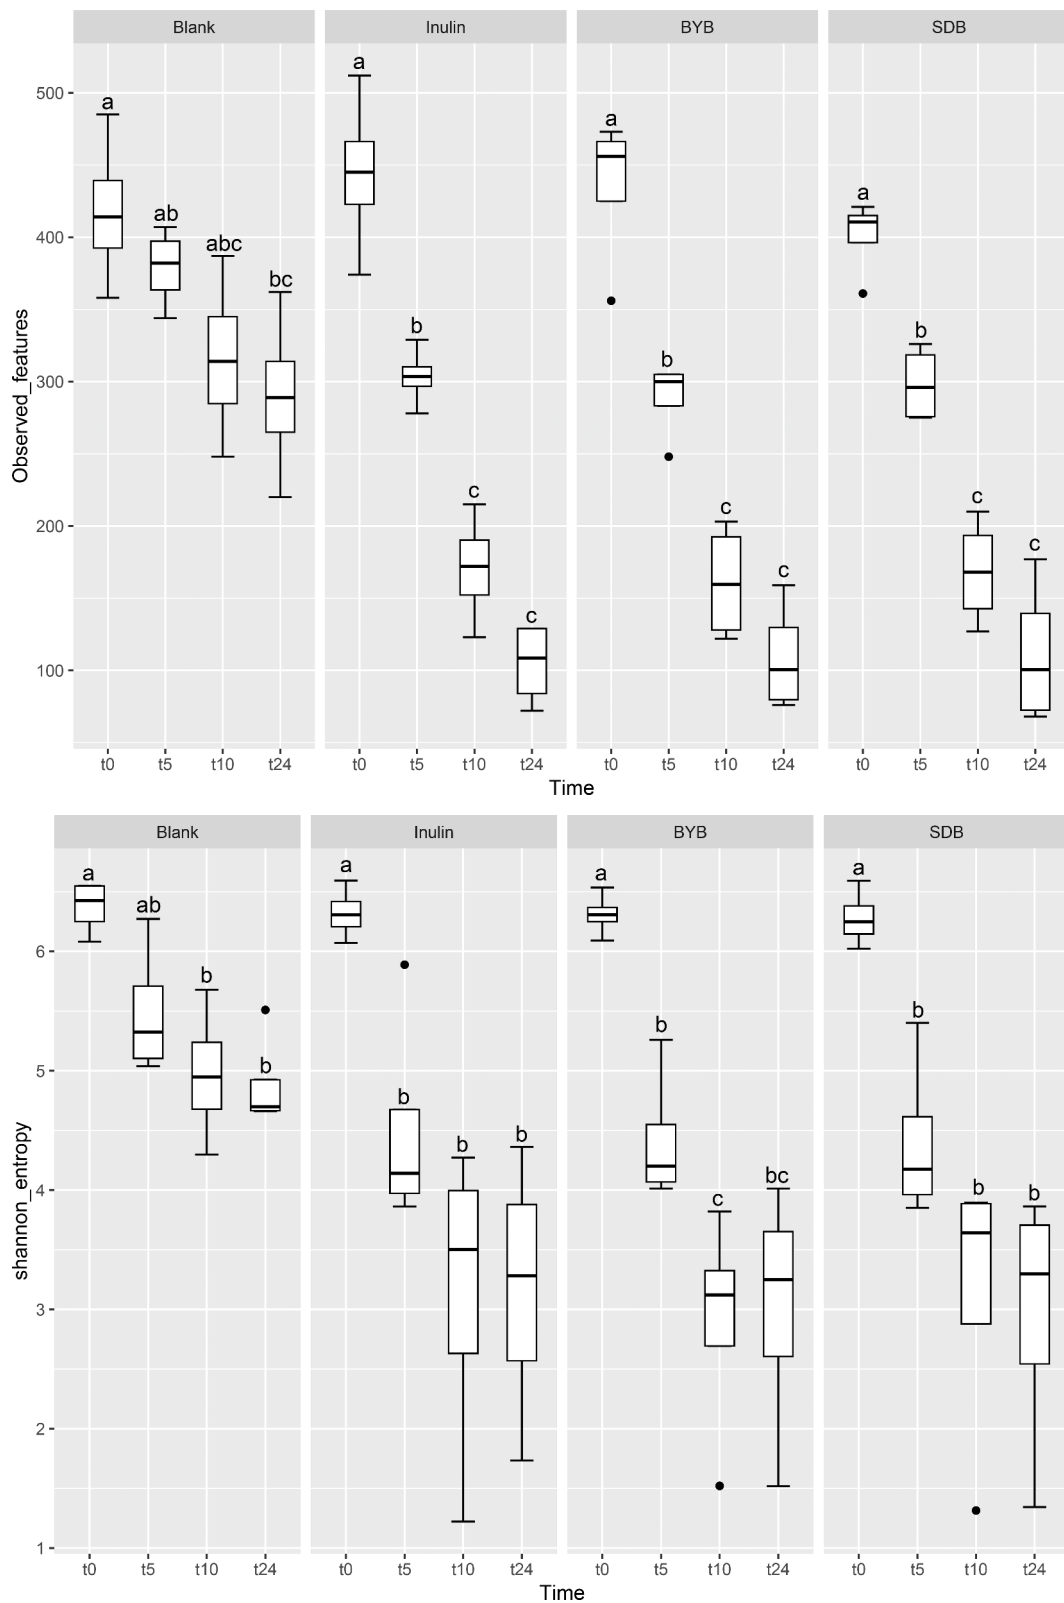 Blank Inulin BYB SDB
Observed_features
500
400
300
200
100
a ab abc bc
a b c c
a b c c
a b c c
t0 t5 t10 t24 t0 t5 t10 t24 t0 t5 t10 t24 t0 t5 t10 t24
Time
Blank Inulin BYB SDB
shannon_entropy
6
5
4
3
2
1
a ab b b
a b b b
a b c bc
a b b b
t0 t5 t10 t24 t0 t5 t10 t24 t0 t5 t10 t24 t0 t5 t10 t24
Time